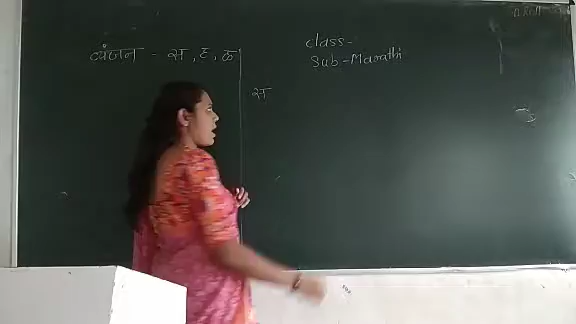 व्यंजन - स, ह, क
class-
Sub-Marathi
स